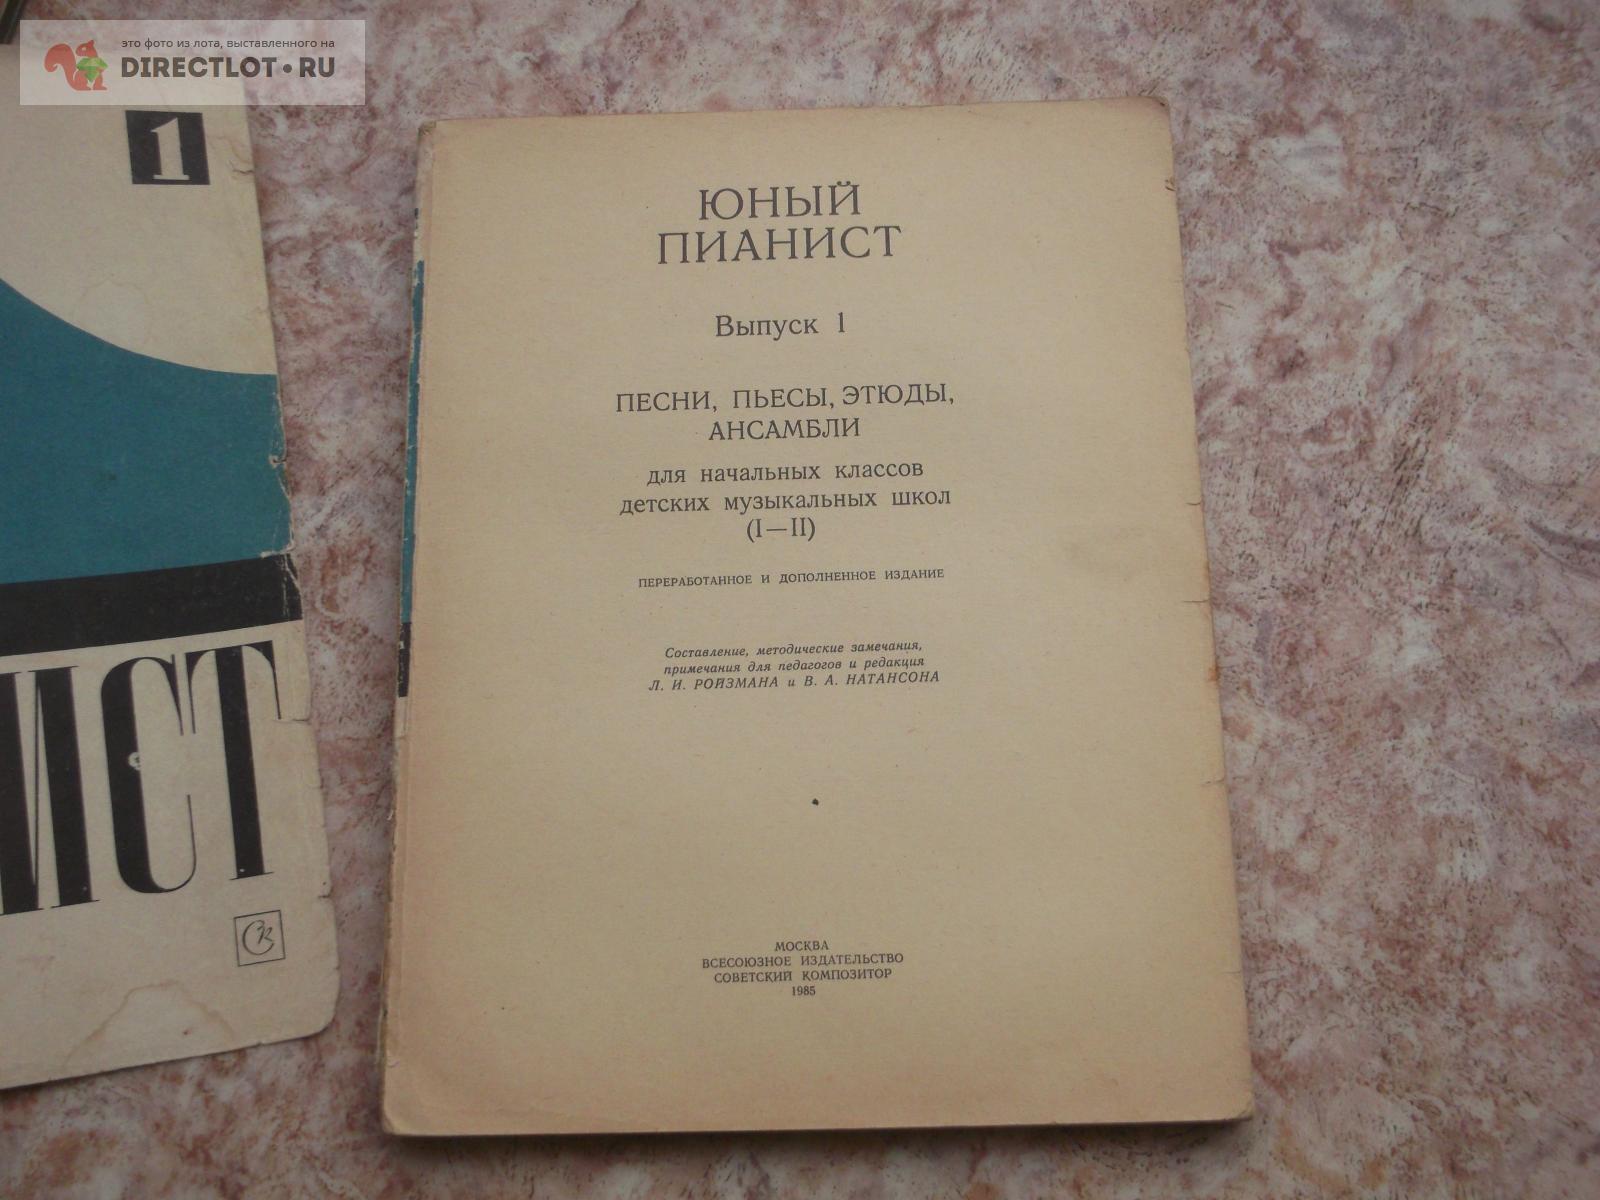 это фото из лота, выставленного на
DIRECTLOT.RU
1
ИСТ
СК
ЮНЫЙ
ПИАНИСТ
Выпуск 1
ПЕСНИ, ПЬЕСЫ, ЭТЮДЫ,
АНСАМБЛИ
для начальных классов
детских музыкальных школ
(I—II)
ПЕРЕРАБОТАННОЕ И ДОПОЛНЕННОЕ ИЗДАНИЕ
Составление, методические замечания,
примечания для педагогов и редакция
Л. И. РОЙЗМАНА и В. А. НАТАНСОНА
МОСКВА
ВСЕСОЮЗНОЕ ИЗДАТЕЛЬСТВО
СОВЕТСКИЙ КОМПОЗИТОР
1985